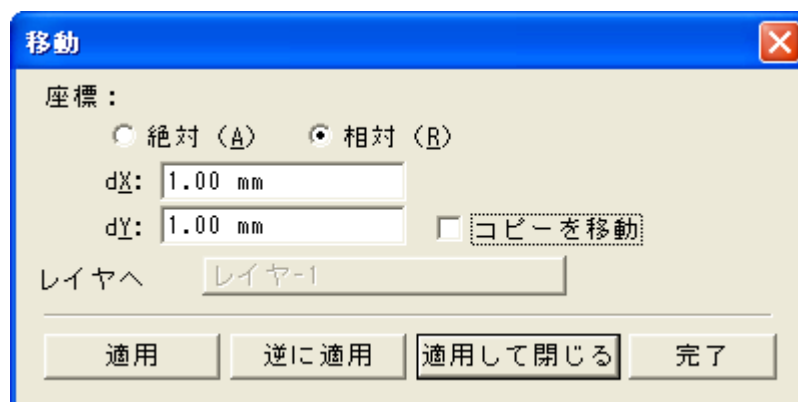 移動
座標：
絶対（A） 相対（R）
dX: 1.00 mm
dY: 1.00 mm コピーを移動
レイヤへ レイヤ-1
適用 逆に適用 適用して閉じる 完了